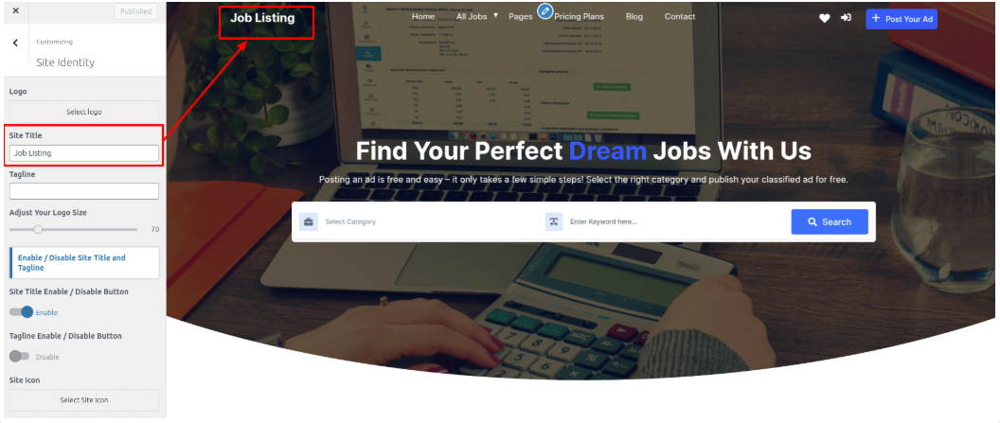 Published
Customizing
Site Identity
Logo
Select logo
Site Title
Job Listing
Tagline
Adjust Your Logo Size
70
Enable / Disable Site Title and
Tagline
Site Title Enable / Disable Button
Enable
Tagline Enable / Disable Button
Disable
Site Icon
Select Site Icon
Job Listing
Home All Jobs Pages Pricing Plans Blog Contact
+ Post Your Ad
Find Your Perfect Dream Jobs With Us
Posting an ad is free and easy – it only takes a few simple steps! Select the right category and publish your classified ad for free.
Select Category
Enter Keyword here...
Search